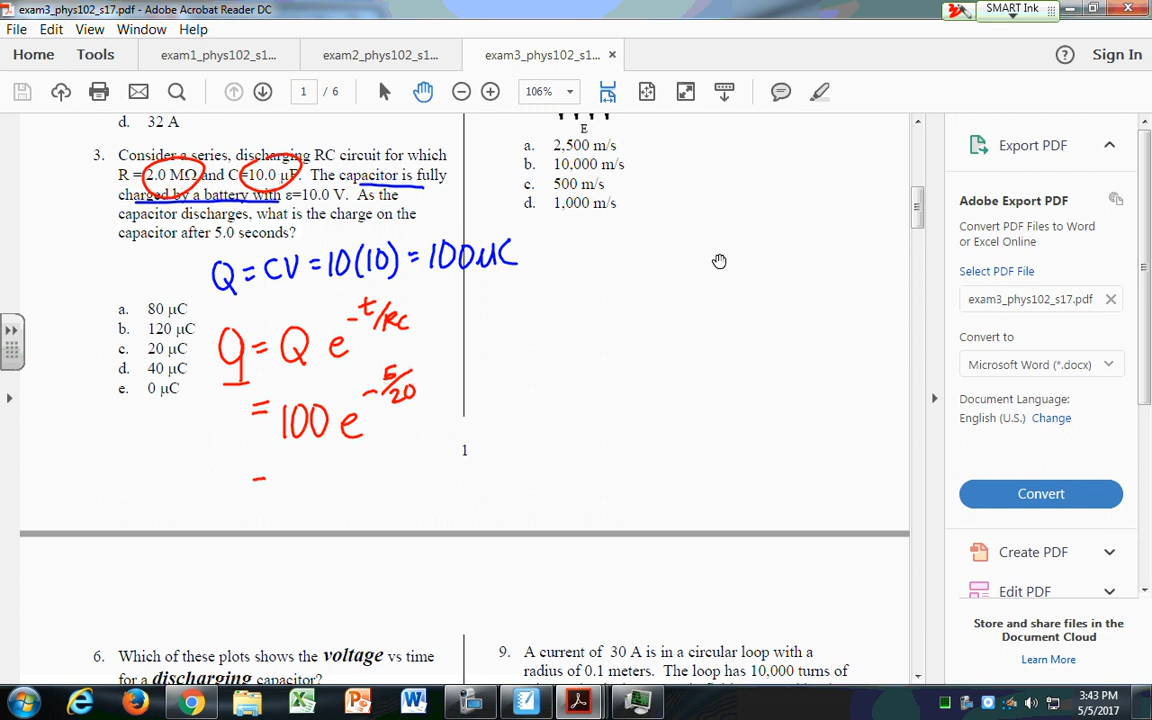 exam3_phys102_s17.pdf - Adobe Acrobat Reader DC
SMART Ink
File Edit View Window Help
Home Tools exam1_phys102_s1... exam2_phys102_s1... exam3_phys102_s1... × Sign In
1 / 6 106%
d. 32 A
3. Consider a series, discharging RC circuit for which
R = 2.0 MΩ and C=10.0 µF. The capacitor is fully
charged by a battery with ε=10.0 V. As the
capacitor discharges, what is the charge on the
capacitor after 5.0 seconds?
Q = CV = 10(10) = 100µC
a. 80 µC
b. 120 µC
c. 20 µC
d. 40 µC
e. 0 µC
q = Q e -t/RC
= 100 e -5/20
=
E
a. 2,500 m/s
b. 10,000 m/s
c. 500 m/s
d. 1,000 m/s
1
6. Which of these plots shows the voltage vs time
for a discharging capacitor?
9. A current of 30 A is in a circular loop with a
radius of 0.1 meters. The loop has 10,000 turns of
Export PDF
Adobe Export PDF
Convert PDF Files to Word
or Excel Online
Select PDF File
exam3_phys102_s17.pdf
Convert to
Microsoft Word (*.docx)
Document Language:
English (U.S.) Change
Convert
Create PDF
Edit PDF
Store and share files in the
Document Cloud
Learn More
3:43 PM
5/5/2017